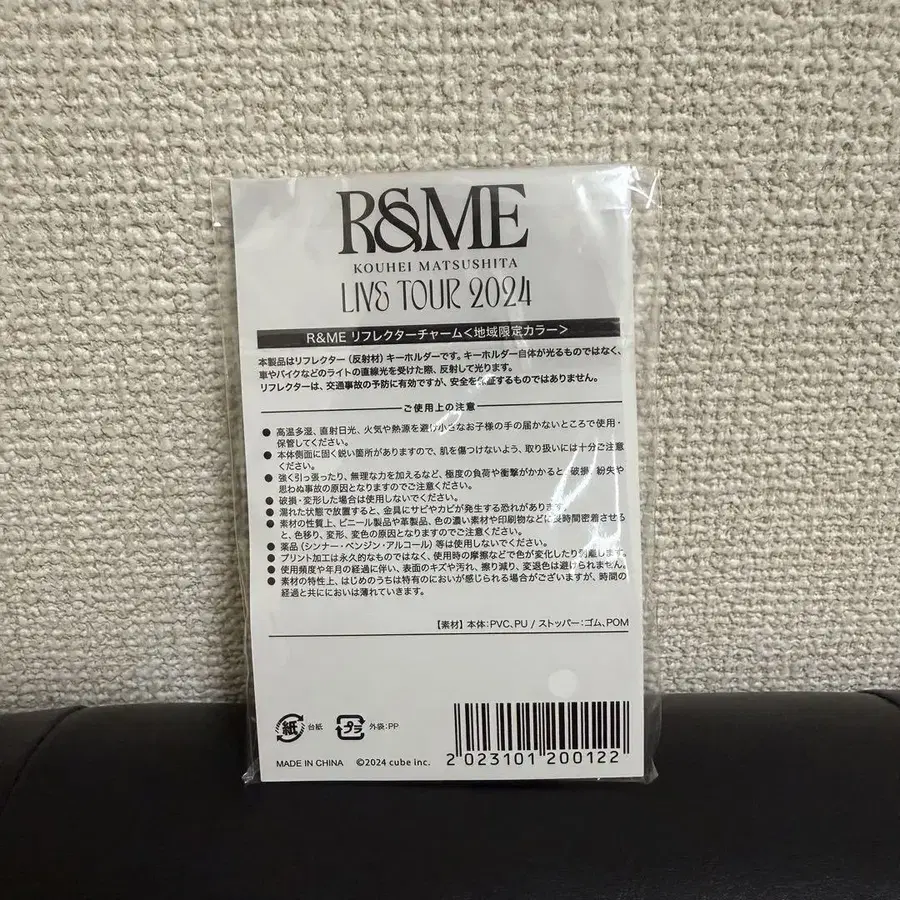 R&ME
KOUHEI MATSUSHITA
LIVE TOUR 2024
R&ME リフレクターチャーム<地域限定カラー>
本製品はリフレクター(反射材)キーホルダーです。キーホルダー自体が光るものではなく、
車やバイクなどのライトの直線光を受けた際、反射して光ります。
リフレクターは、交通事故の予防に有効ですが、安全を保証するものではありません。
ご使用上の注意
● 高温多湿、直射日光、火気や熱源を避け小さなお子様の手の届かないところで使用・
保管してください。
● 本体側面に固く鋭い箇所がありますので、肌を傷つけないよう、取り扱いには十分ご注意
ください。
● 強く引っ張ったり、無理な力を加えるなど、極度の負荷や衝撃がかかると、破損、紛失や
思わぬ事故の原因となりますのでご注意ください。
● 破損・変形した場合は使用しないでください。
● 濡れた状態で放置すると、金具にサビやカビが発生する恐れがあります。
● 素材の性質上、ビニール製品や革製品、色の濃い素材や印刷物などに長時間密着させる
と、色移り、変形、変色の原因となりますのでご注意ください。
● 薬品(シンナー・ベンジン・アルコール)等は使用しないでください。
● プリント加工は永久的なものではなく、使用時の摩擦などで色が変化したり剥離します。
● 使用頻度や年月の経過に伴い、表面のキズや汚れ、擦り減り、変退色は避けられません。
● 素材の特性上、はじめのうちは特有のにおいが感じられる場合がございますが、時間の
経過と共ににおいは薄れていきます。
【素材】本体:PVC、PU / ストッパー:ゴム、POM
紙 台紙 プラ 外袋:PP
MADE IN CHINA ©2024 cube inc.
2 023101 200122